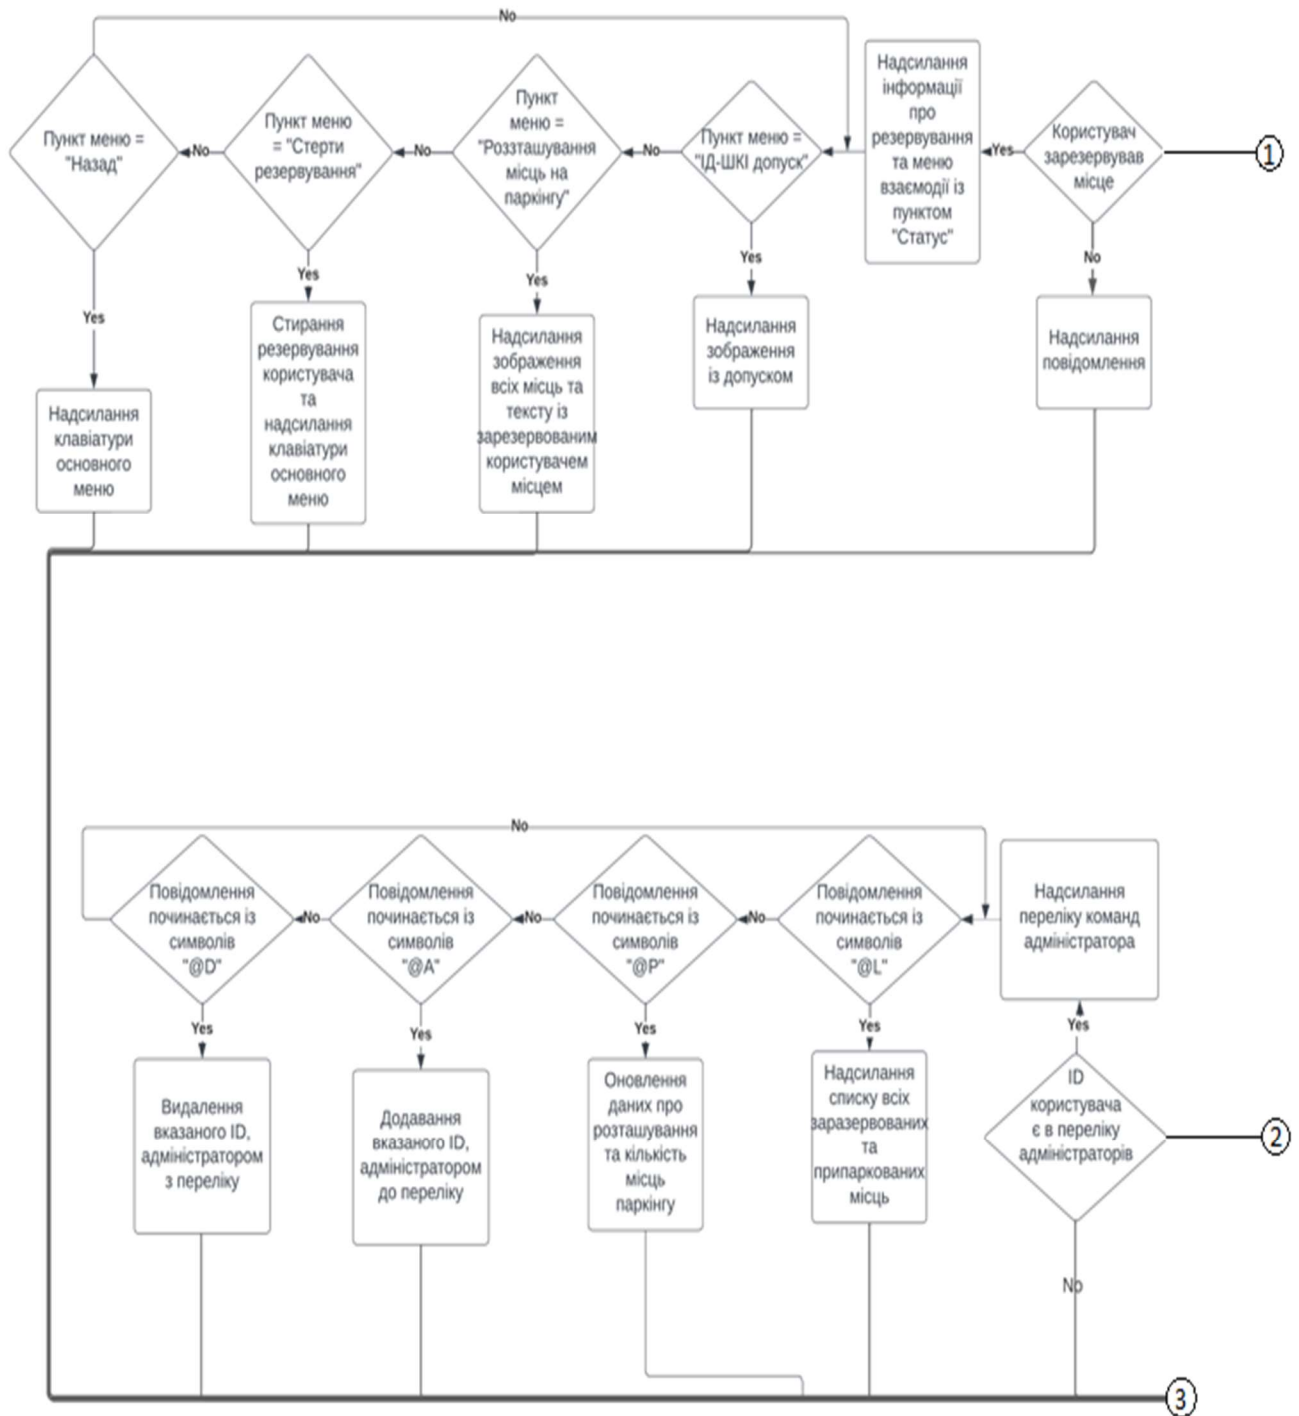 No
Пункт меню =
"Назад"
No
Пункт меню
= "Стерти
резервування"
No
Пункт
меню =
"Роззташування
місць на
паркінгу"
No
Пункт меню =
"ІД-ШКІ допуск"
Надсилання
інформації
про
резервування
та меню
взаємодії із
пунктом
"Статус"
Yes
Користувач
зарезервував
місце
1
Yes
Yes
Yes
Yes
No
Надсилання
клавіатури
основного
меню
Стирання
резервування
користувача
та
надсилання
клавіатури
основного
меню
Надсилання
зображення
всіх місць та
тексту із
зарезервованим
користувачем
місцем
Надсилання
зображення
із допуском
Надсилання
повідомлення
No
Повідомлення
починається із
символів
"@D"
No
Повідомлення
починається із
символів
"@A"
No
Повідомлення
починається із
символів
"@P"
No
Повідомлення
починається із
символів
"@L"
Надсилання
переліку команд
адміністратора
Yes
Yes
Yes
Yes
Yes
Видалення
вказаного ID,
адміністратором
з переліку
Додавання
вказаного ID,
адміністратором
до переліку
Оновлення
даних про
розташування
та кількість
місць
паркінгу
Надсилання
списку всіх
заразервованих
та
припаркованих
місць
ID
користувача
є в переліку
адміністраторів
2
No
3